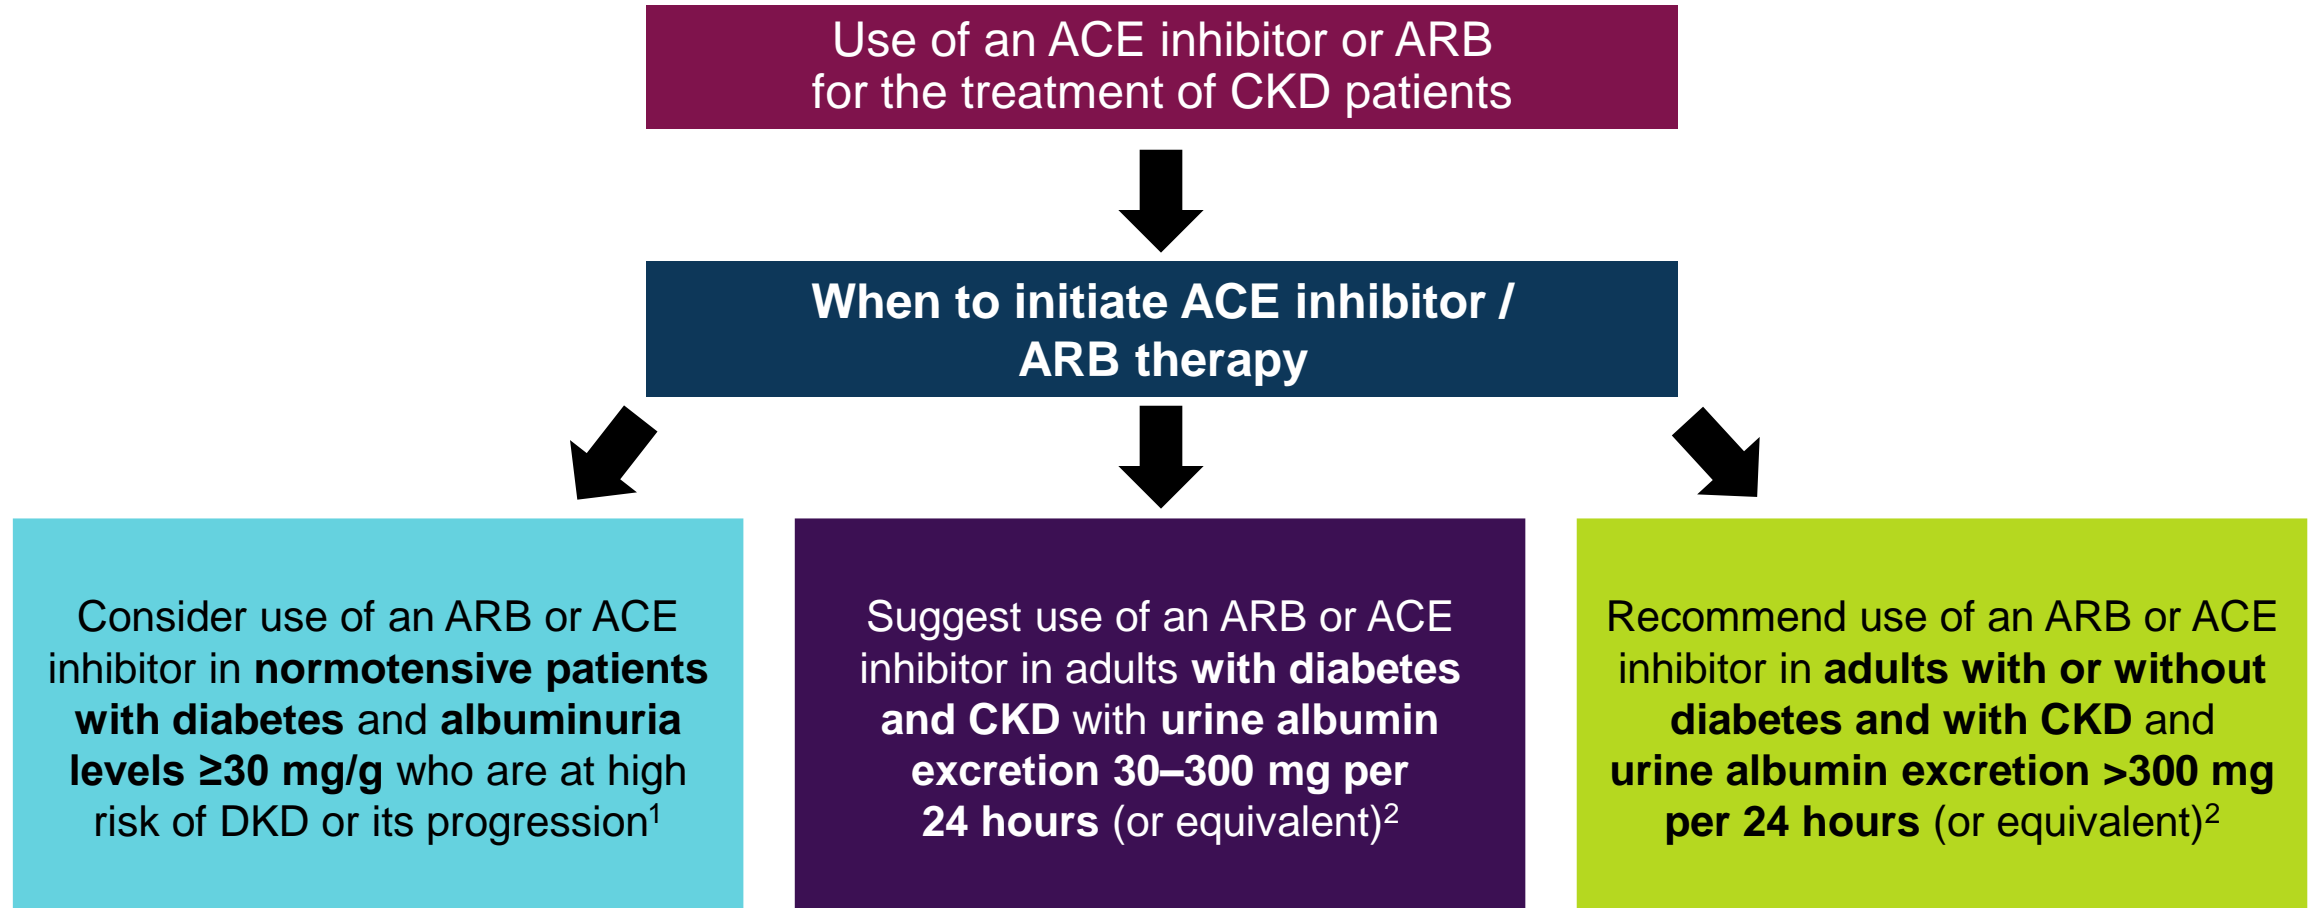 Use of an ACE inhibitor or ARB
for the treatment of CKD patients
When to initiate ACE inhibitor /
ARB therapy
Consider use of an ARB or ACE
inhibitor in normotensive patients
with diabetes and albuminuria
levels ≥30 mg/g who are at high
risk of DKD or its progression¹
Suggest use of an ARB or ACE
inhibitor in adults with diabetes
and CKD with urine albumin
excretion 30–300 mg per
24 hours (or equivalent)²
Recommend use of an ARB or ACE
inhibitor in adults with or without
diabetes and with CKD and
urine albumin excretion >300 mg
per 24 hours (or equivalent)²